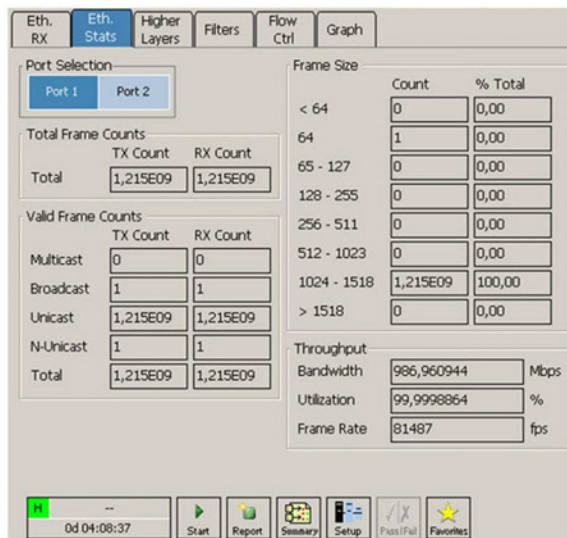 Eth. RX
Eth. Stats
Higher Layers
Filters
Flow Ctrl
Graph
Port Selection
Port 1 Port 2
Total Frame Counts
TX Count RX Count
Total 1,215E09 1,215E09
Valid Frame Counts
TX Count RX Count
Multicast 0 0
Broadcast 1 1
Unicast 1,215E09 1,215E09
N-Unicast 1 1
Total 1,215E09 1,215E09
Frame Size
Count % Total
< 64 0 0,00
64 1 0,00
65 - 127 0 0,00
128 - 255 0 0,00
256 - 511 0 0,00
512 - 1023 0 0,00
1024 - 1518 1,215E09 100,00
> 1518 0 0,00
Throughput
Bandwidth 986,960944 Mbps
Utilization 99,9998864 %
Frame Rate 81487 fps
H --
0d 04:08:37
Start Report Summary Setup Pass|Fail Favorites